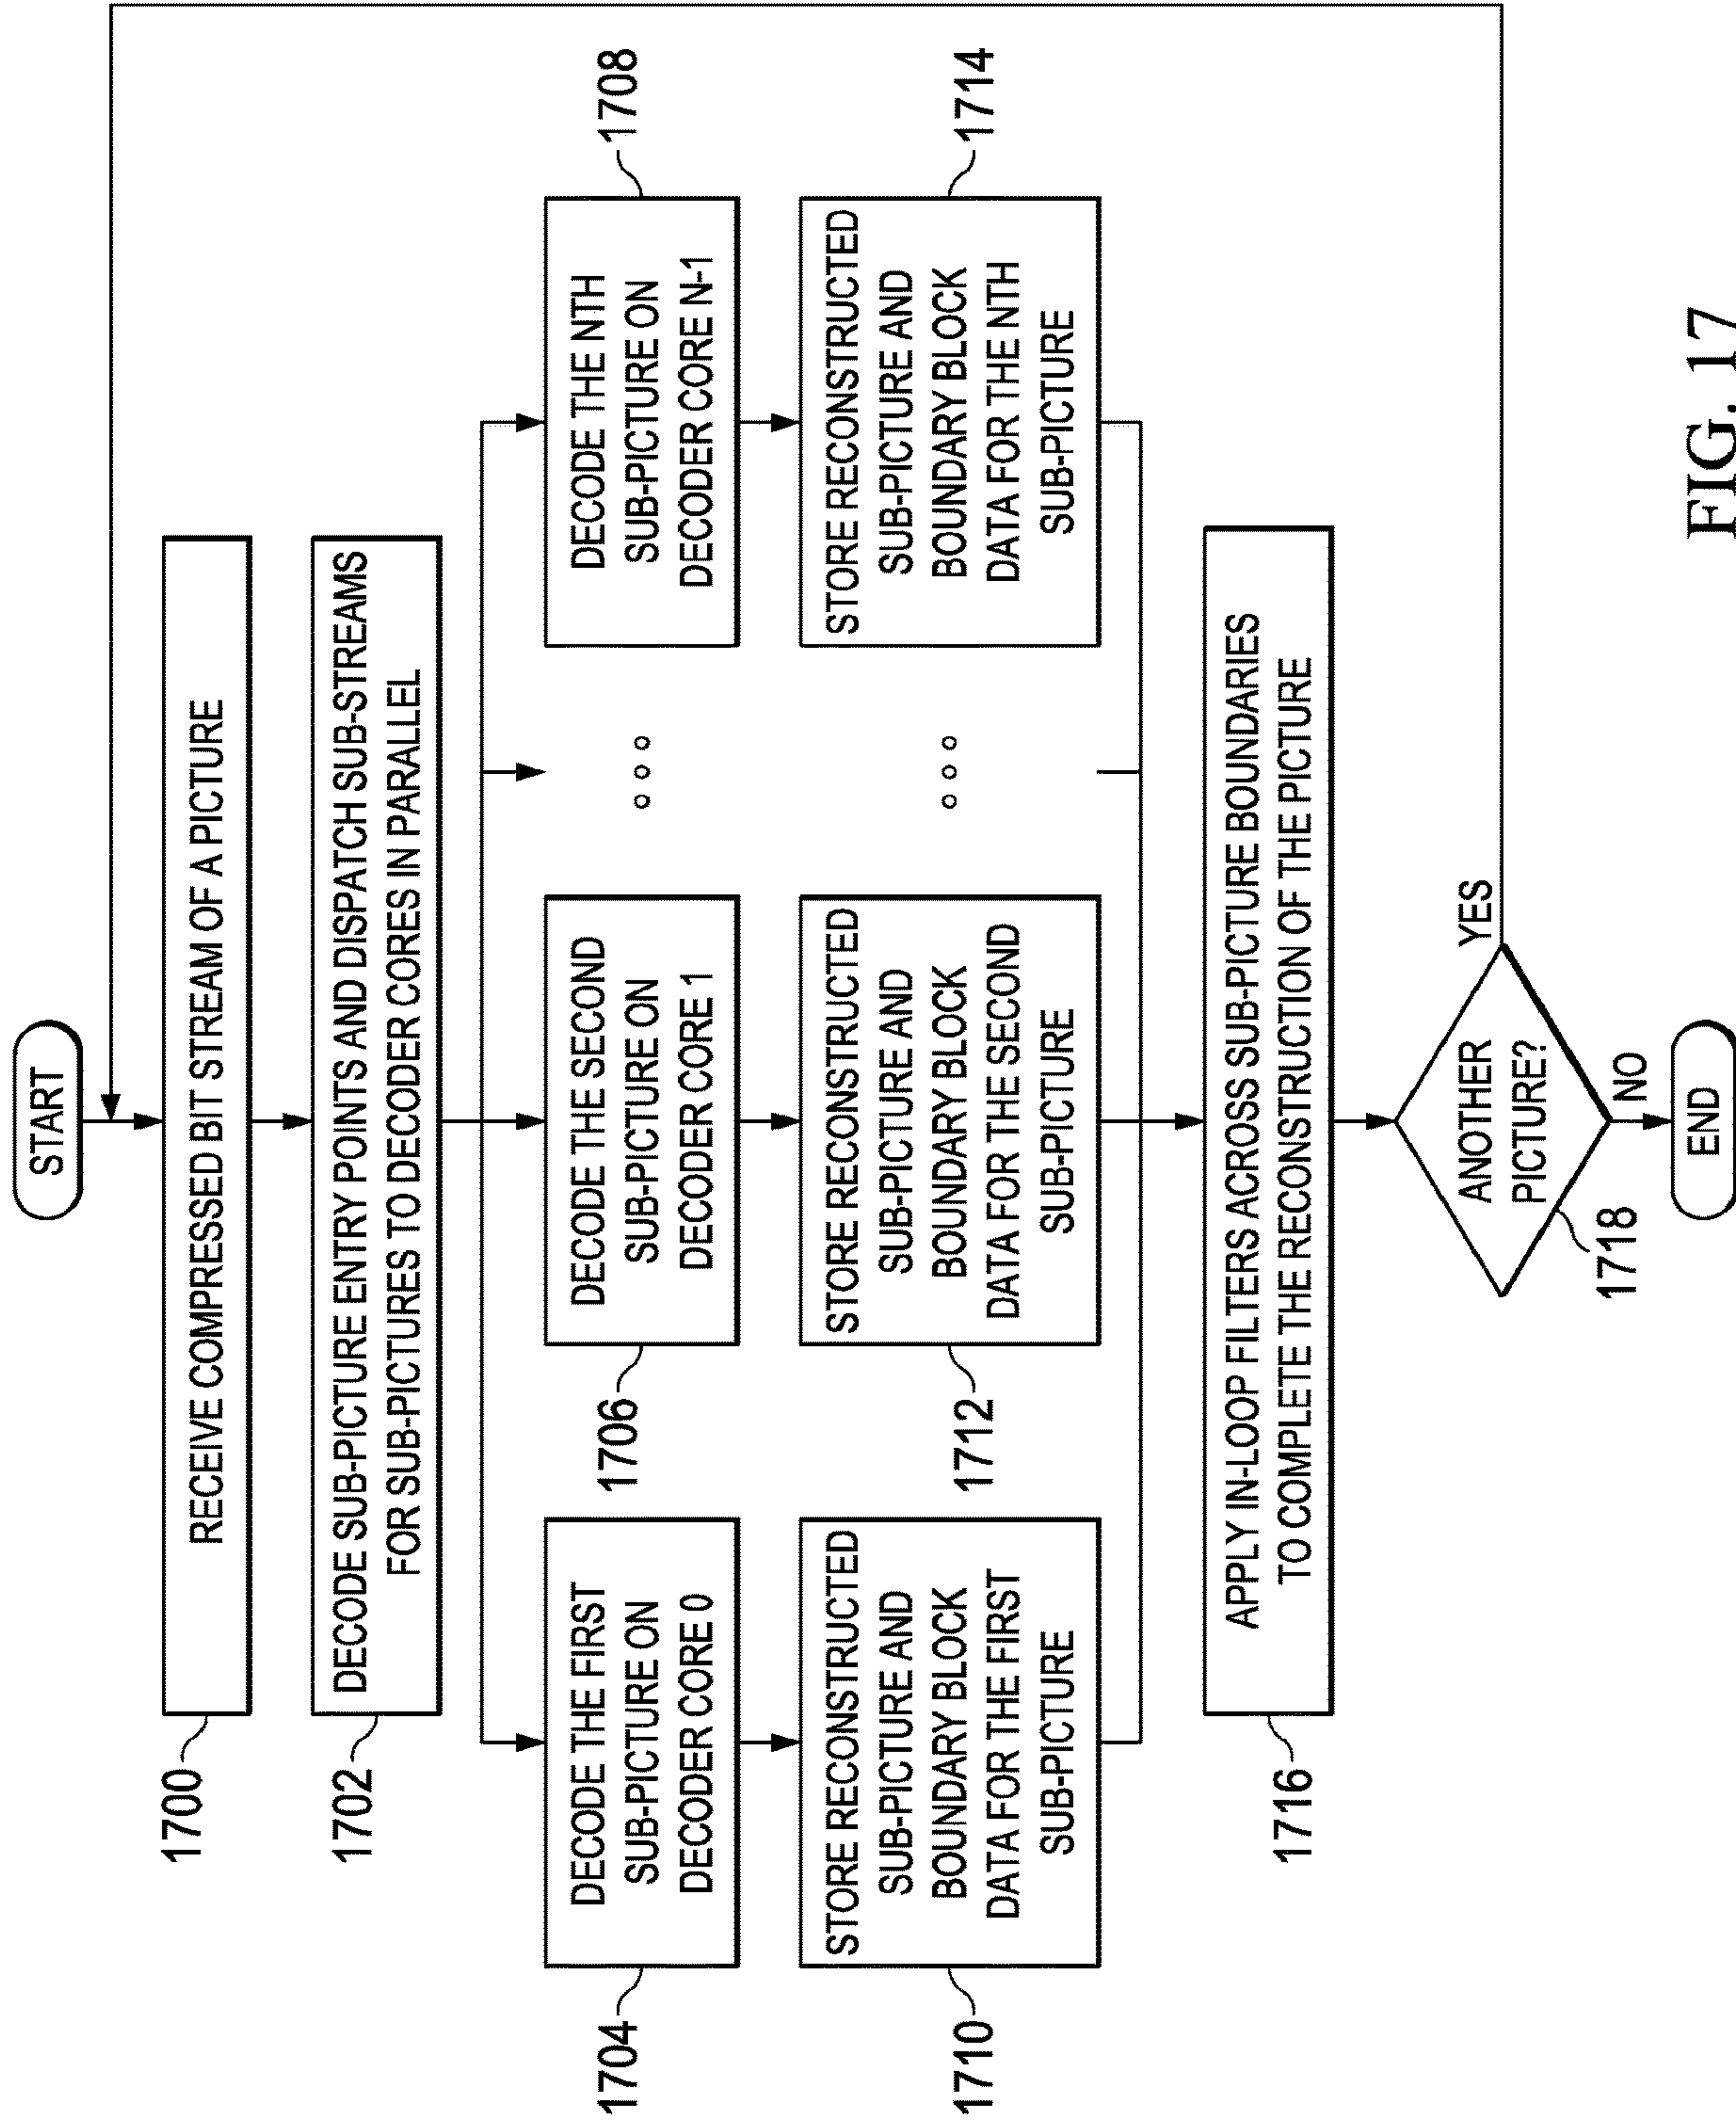 START
RECEIVE COMPRESSED BIT STREAM OF A PICTURE
1700
DECODE SUB-PICTURE ENTRY POINTS AND DISPATCH SUB-STREAMS
FOR SUB-PICTURES TO DECODER CORES IN PARALLEL
1702
DECODE THE FIRST
SUB-PICTURE ON
DECODER CORE 0
1704
DECODE THE SECOND
SUB-PICTURE ON
DECODER CORE 1
1706
DECODE THE NTH
SUB-PICTURE ON
DECODER CORE N-1
1708
STORE RECONSTRUCTED
SUB-PICTURE AND
BOUNDARY BLOCK
DATA FOR THE FIRST
SUB-PICTURE
1710
STORE RECONSTRUCTED
SUB-PICTURE AND
BOUNDARY BLOCK
DATA FOR THE SECOND
SUB-PICTURE
1712
STORE RECONSTRUCTED
SUB-PICTURE AND
BOUNDARY BLOCK
DATA FOR THE NTH
SUB-PICTURE
1714
APPLY IN-LOOP FILTERS ACROSS SUB-PICTURE BOUNDARIES
TO COMPLETE THE RECONSTRUCTION OF THE PICTURE
1716
ANOTHER
PICTURE?
1718
YES
NO
END
FIG. 17